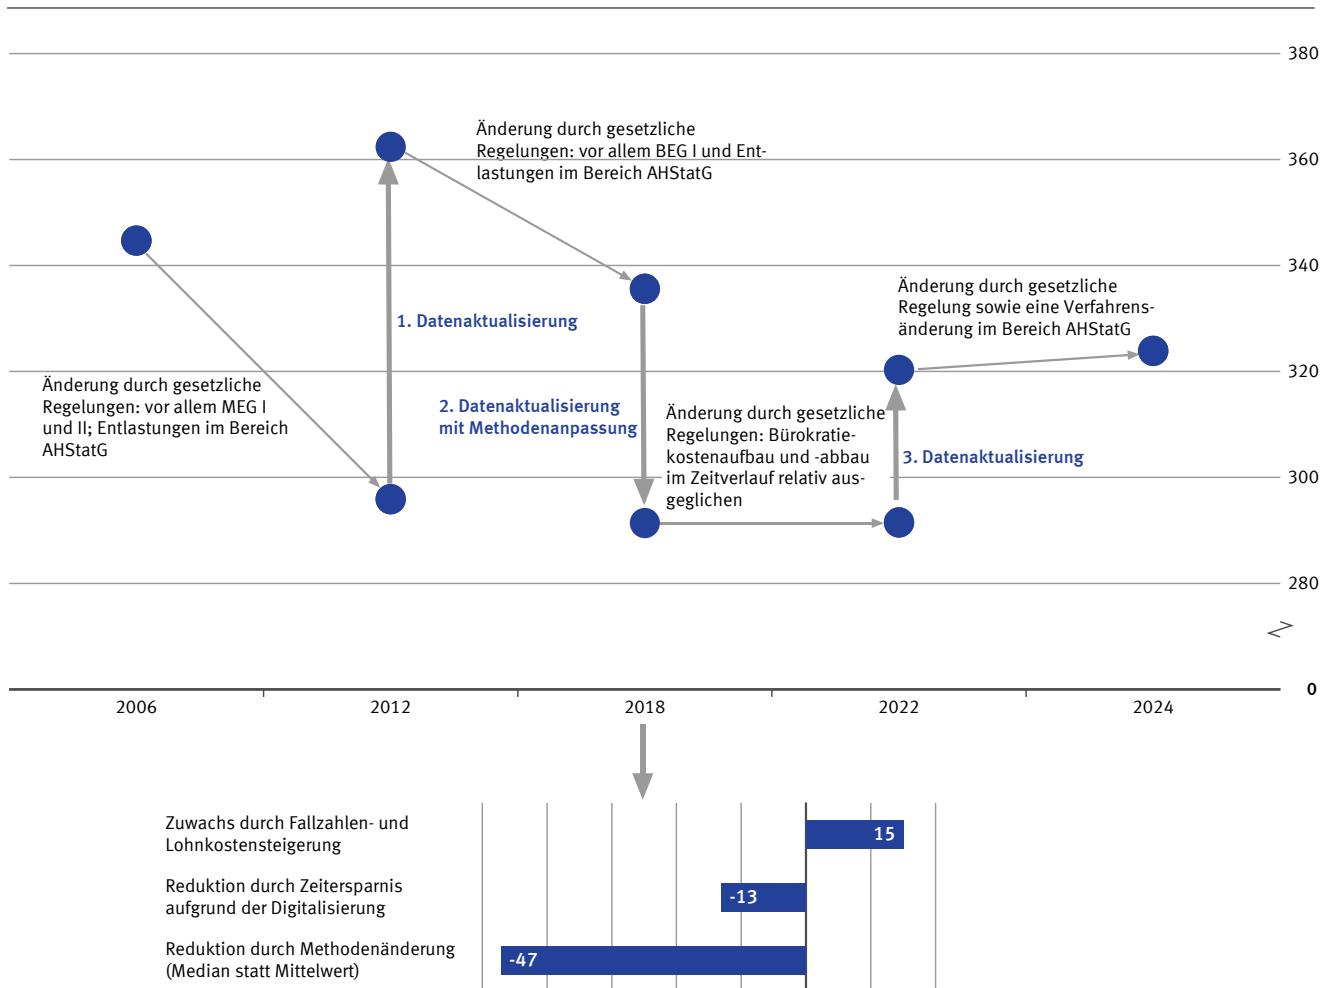 380
Änderung durch gesetzliche
Regelungen: vor allem BEG I und Ent-
lastungen im Bereich AHStatG
360
340
Änderung durch gesetzliche
Regelung sowie eine Verfahrens-
änderung im Bereich AHStatG
1. Datenaktualisierung
320
Änderung durch gesetzliche
Regelungen: vor allem MEG I
und II; Entlastungen im Bereich
AHStatG
2. Datenaktualisierung
mit Methodenanpassung
Änderung durch gesetzliche
Regelungen: Bürokratie-
kostenaufbau und -abbau
im Zeitverlauf relativ aus-
geglichen
3. Datenaktualisierung
300
280
0
2006 2012 2018 2022 2024
Zuwachs durch Fallzahlen- und
Lohnkostensteigerung
15
Reduktion durch Zeitersparnis
aufgrund der Digitalisierung
-13
Reduktion durch Methodenänderung
(Median statt Mittelwert)
-47